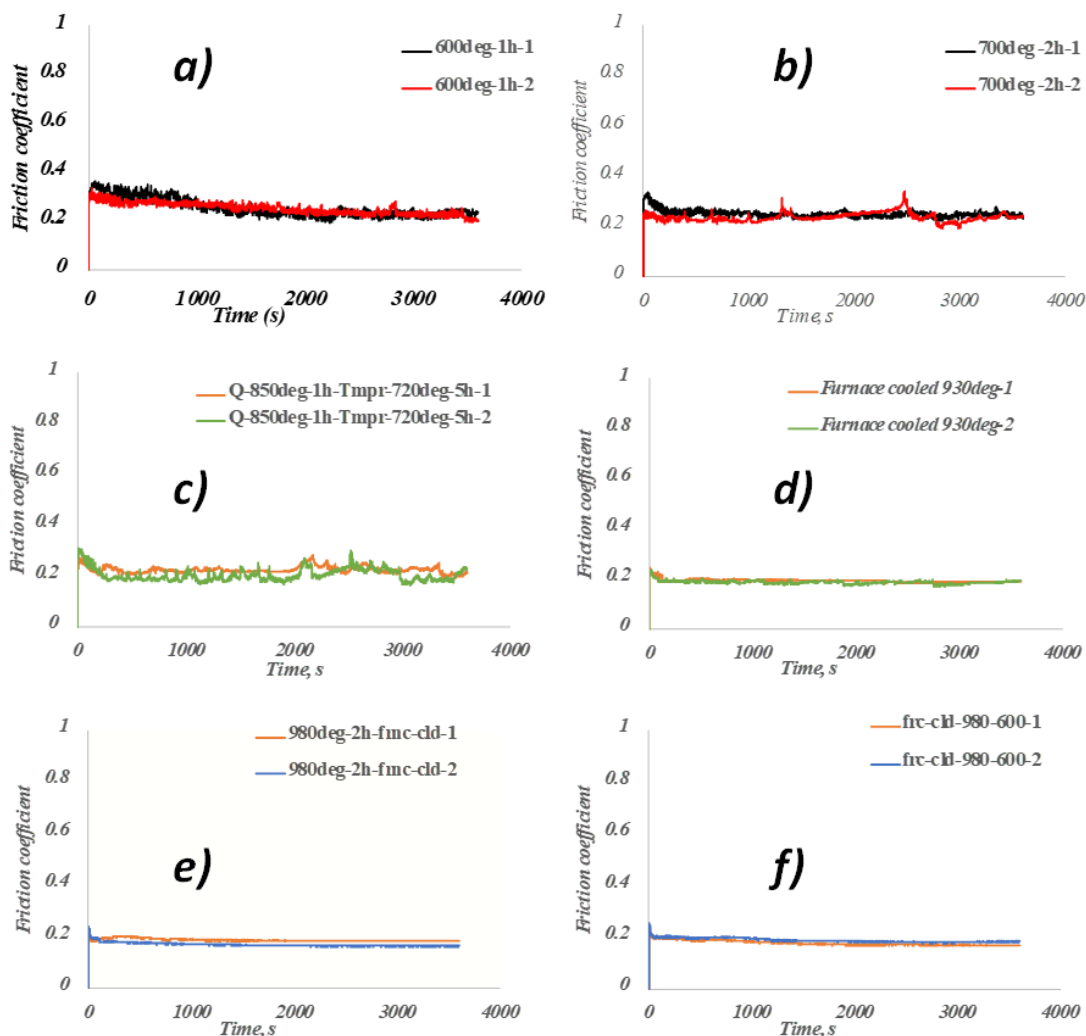 a)
600deg-1h-1
600deg-1h-2
Friction coefficient
1
0.8
0.6
0.4
0.2
0
0
1000
2000
3000
4000
Time (s)
b)
700deg -2h-1
700deg -2h-2
Friction coefficient
1
0.8
0.6
0.4
0.2
0
0
1000
2000
3000
4000
Time, s
c)
Q-850deg-1h-Tmpr-720deg-5h-1
Q-850deg-1h-Tmpr-720deg-5h-2
Friction coefficient
1
0.8
0.6
0.4
0.2
0
0
1000
2000
3000
4000
Time, s
d)
Furnace cooled 930deg-1
Furnace cooled 930deg-2
Friction coefficient
1
0.8
0.6
0.4
0.2
0
0
1000
2000
3000
4000
Time, s
e)
980deg-2h-frnc-cld-1
980deg-2h-frnc-cld-2
Friction coefficient
1
0.8
0.6
0.4
0.2
0
0
1000
2000
3000
4000
Time, s
f)
frc-cld-980-600-1
frc-cld-980-600-2
Friction coefficient
1
0.8
0.6
0.4
0.2
0
0
1000
2000
3000
4000
Time, s